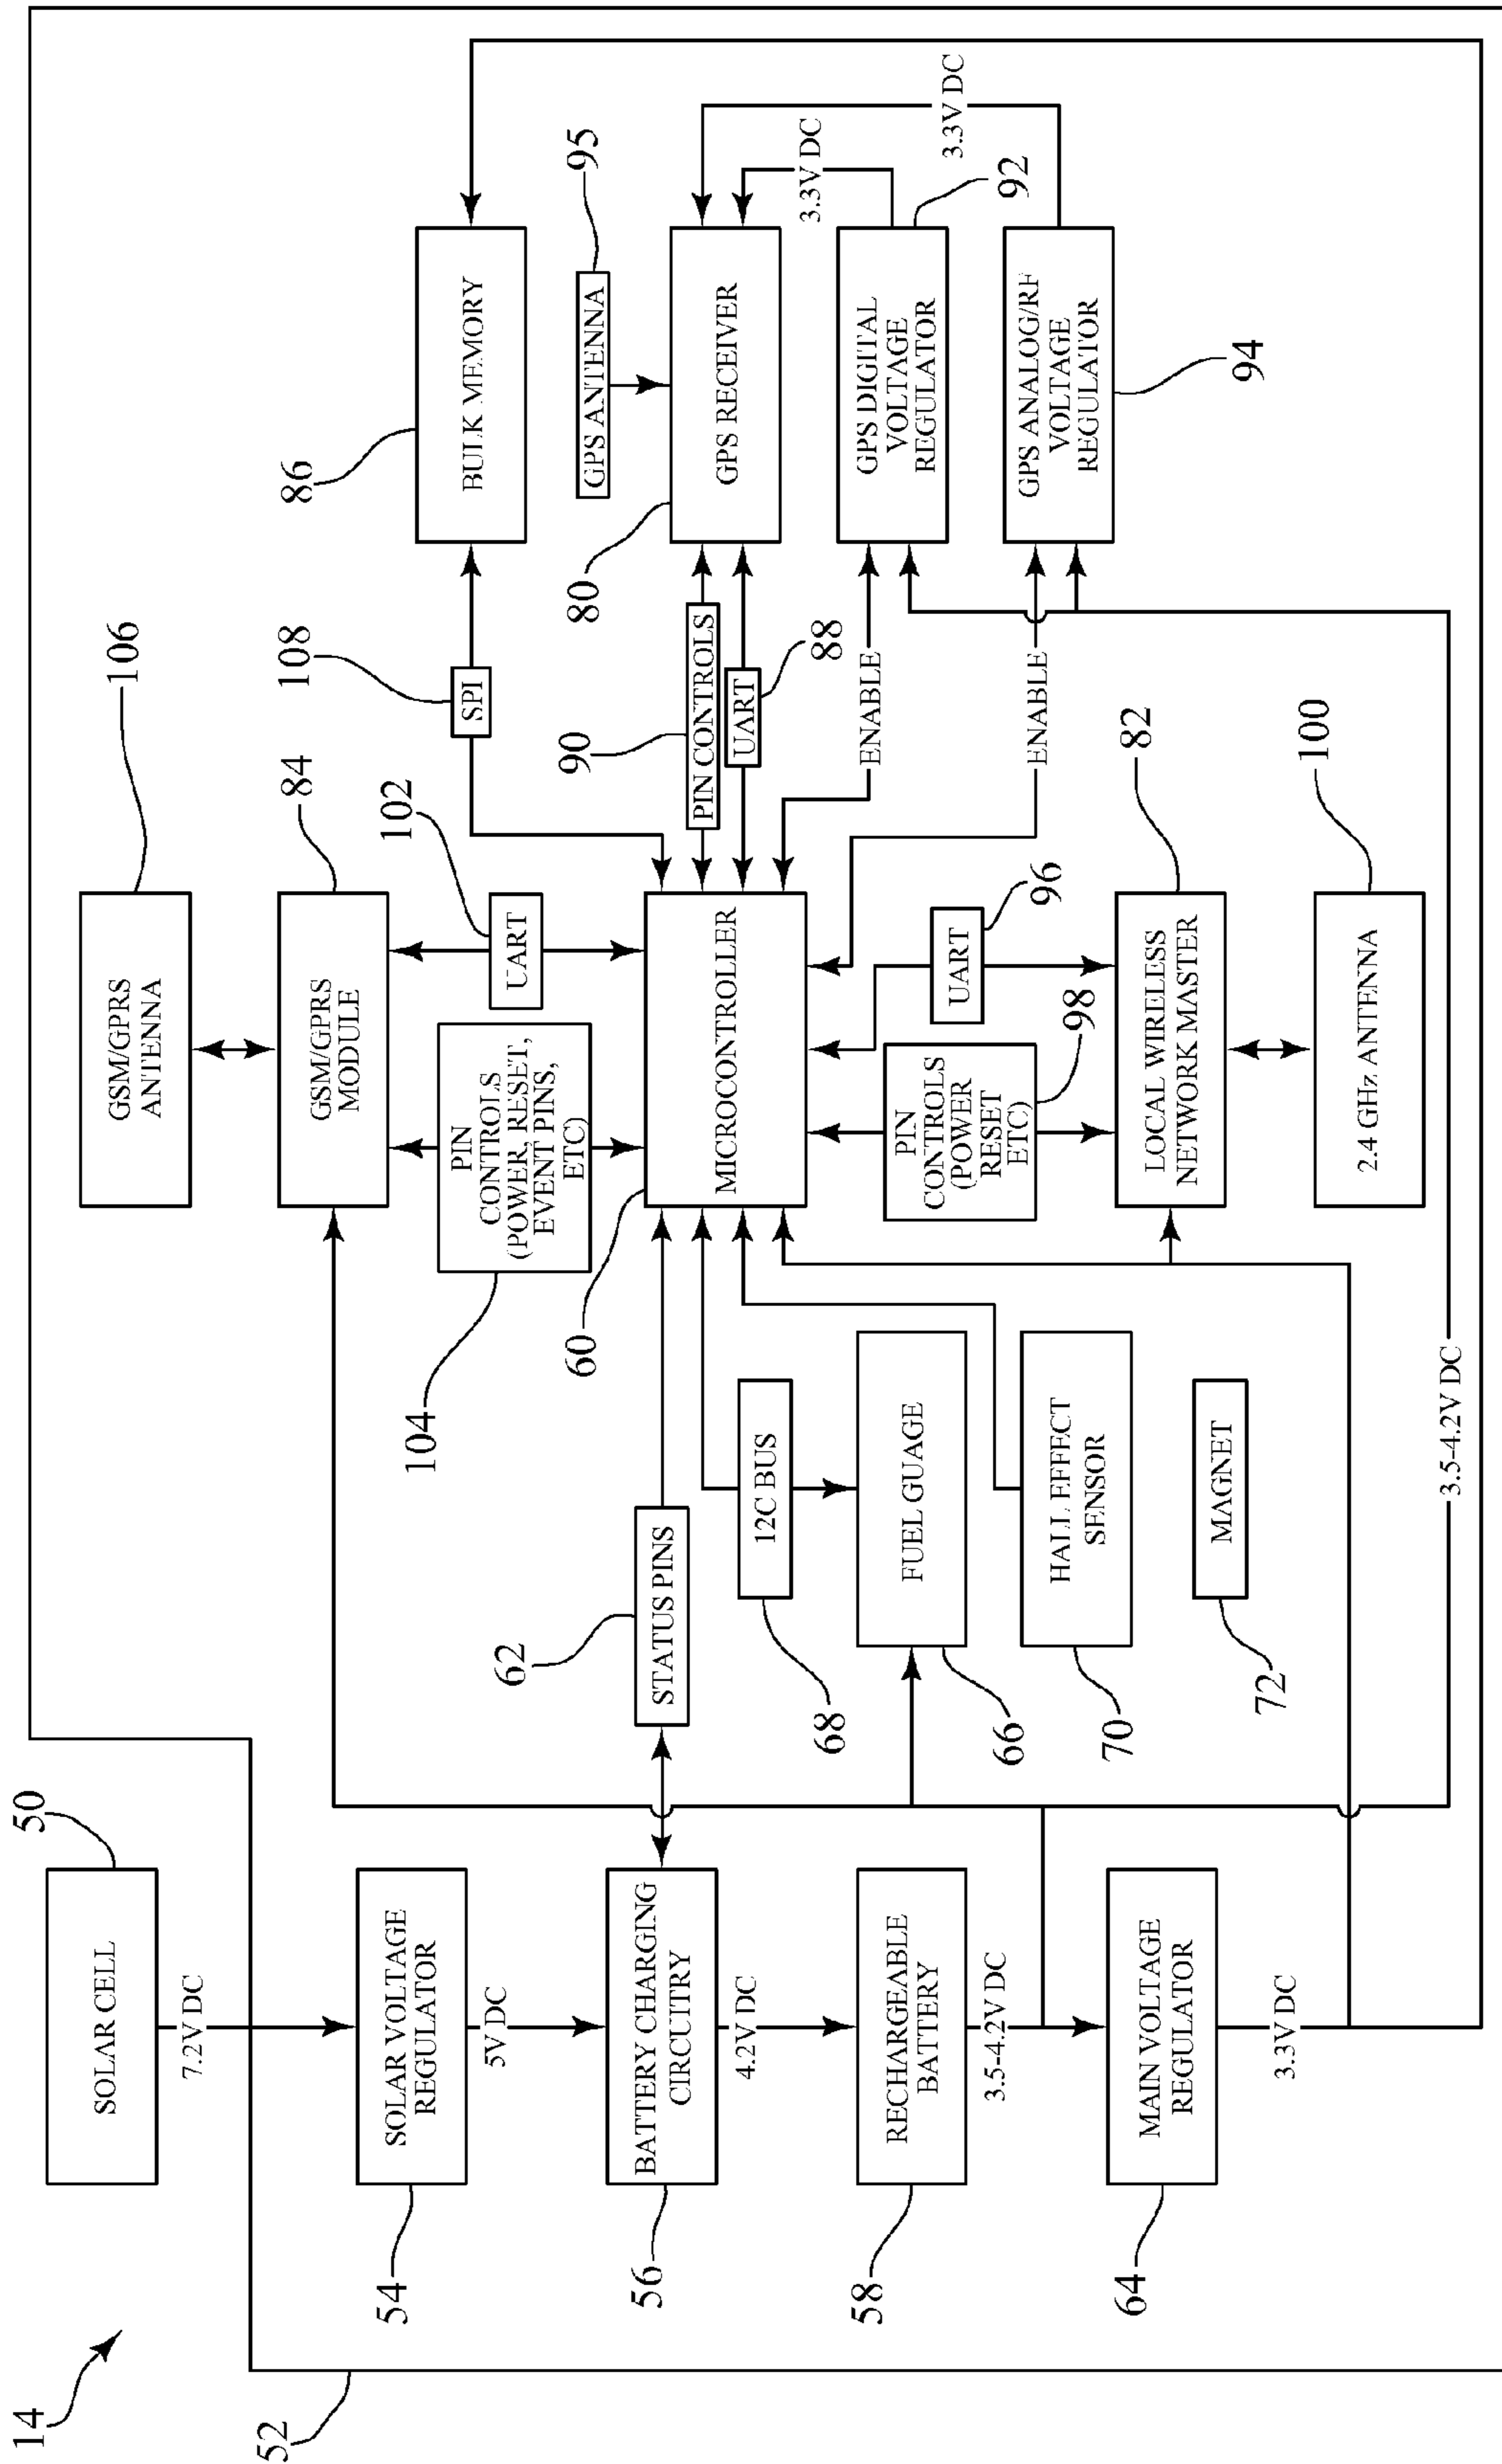 14
52
SOLAR CELL
50
7.2V DC
54
SOLAR VOLTAGE
REGULATOR
5V DC
56
BATTERY CHARGING
CIRCUITRY
4.2V DC
58
RECHARGEABLE
BATTERY
3.5-4.2V DC
64
MAIN VOLTAGE
REGULATOR
3.3V DC
62
STATUS PINS
68
12C BUS
66
FUEL GUAGE
70
HALL EFFECT
SENSOR
72
MAGNET
3.5-4.2V DC
GSM/GPRS
ANTENNA
106
GSM/GPRS
MODULE
84
104
PIN
CONTROLS
(POWER, RESET,
EVENT PINS,
ETC)
UART
102
60
MICROCONTROLLER
PIN
CONTROLS
(POWER
RESET
ETC)
98
UART
96
LOCAL WIRELESS
NETWORK MASTER
82
2.4 GHz ANTENNA
100
SPI
108
90
PIN CONTROLS
UART
88
ENABLE
ENABLE
86
BULK MEMORY
GPS ANTENNA
95
80
GPS RECEIVER
3.3V DC
3.3V DC
GPS DIGITAL
VOLTAGE
REGULATOR
92
GPS ANALOG/RF
VOLTAGE
REGULATOR
94